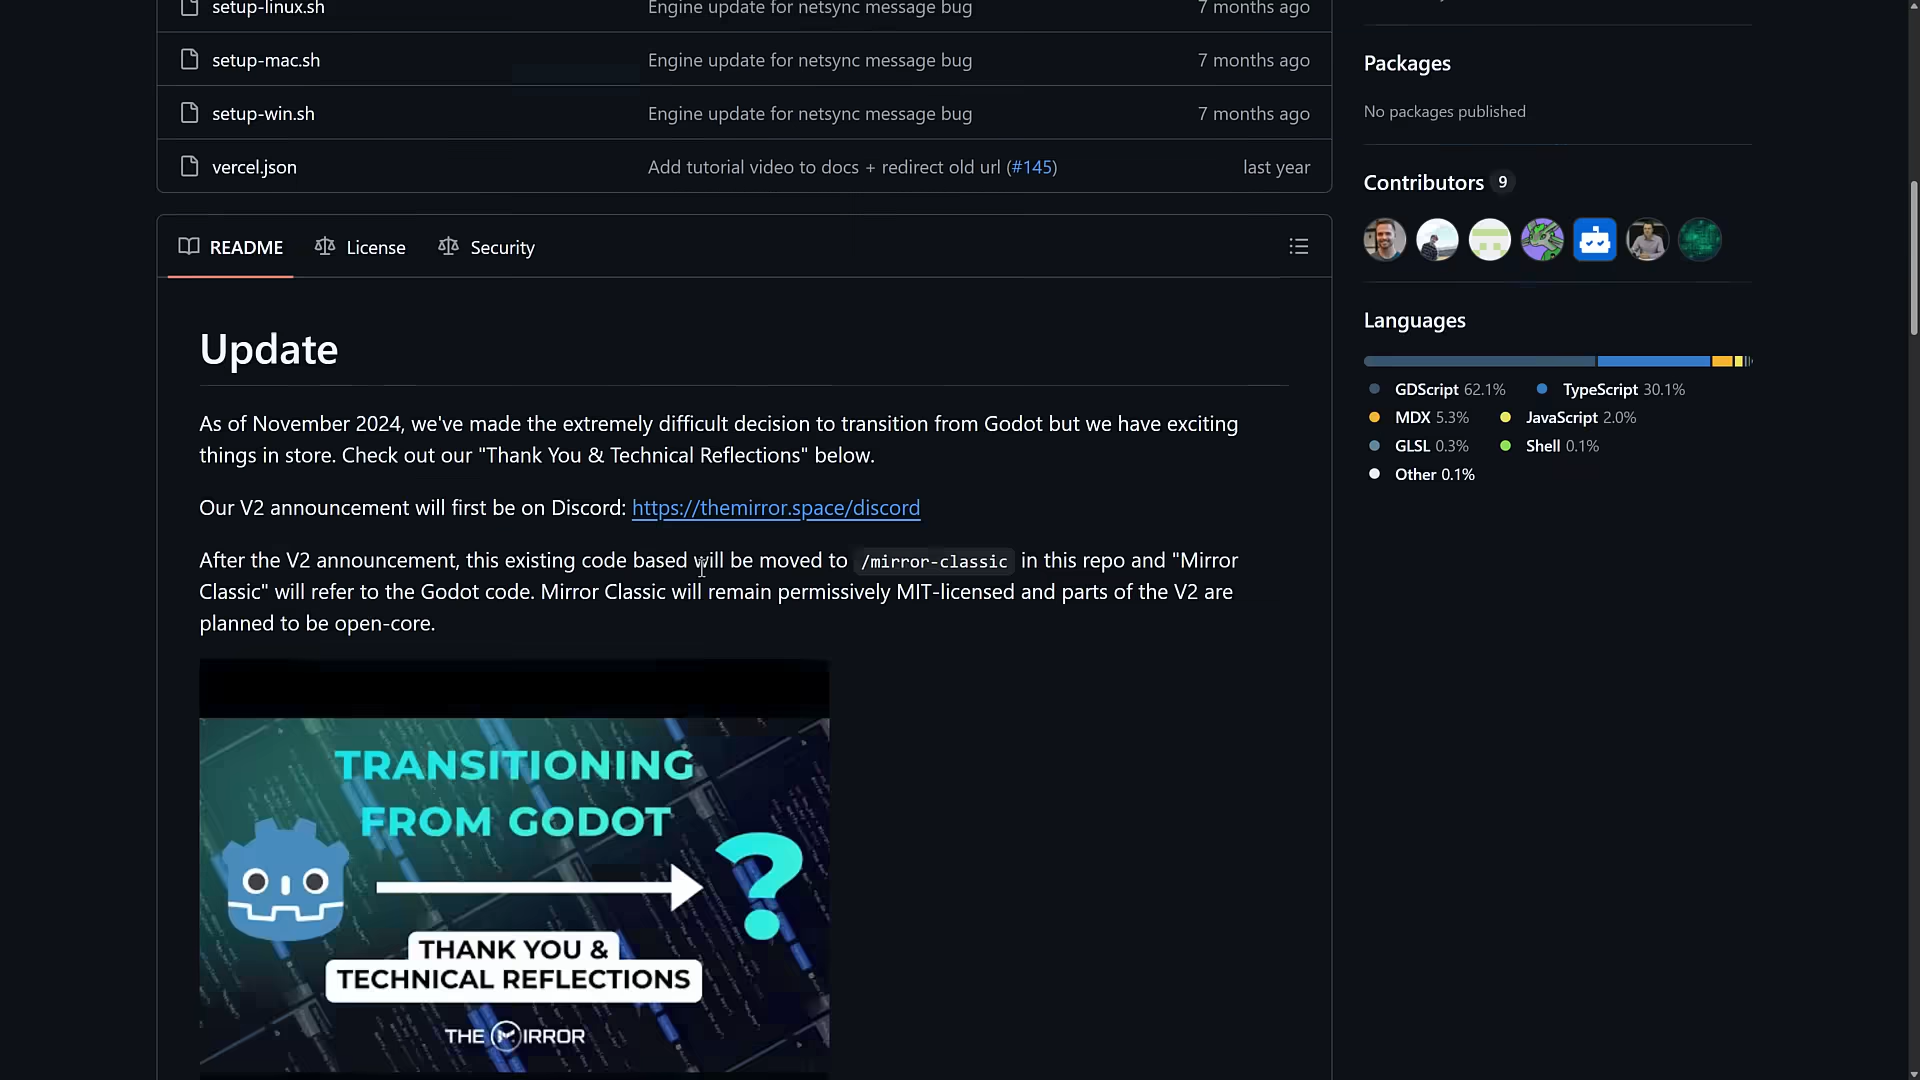 setup-linux.sh Engine update for netsync message bug 7 months ago
setup-mac.sh Engine update for netsync message bug 7 months ago
setup-win.sh Engine update for netsync message bug 7 months ago
vercel.json Add tutorial video to docs + redirect old url (#145) last year
README License Security
Update
As of November 2024, we've made the extremely difficult decision to transition from Godot but we have exciting
things in store. Check out our "Thank You & Technical Reflections" below.
Our V2 announcement will first be on Discord: https://themirror.space/discord
After the V2 announcement, this existing code based will be moved to /mirror-classic in this repo and "Mirror
Classic" will refer to the Godot code. Mirror Classic will remain permissively MIT-licensed and parts of the V2 are
planned to be open-core.
TRANSITIONING
FROM GODOT
?
THANK YOU &
TECHNICAL REFLECTIONS
THE MIRROR
Packages
No packages published
Contributors 9
Languages
GDScript 62.1% TypeScript 30.1%
MDX 5.3% JavaScript 2.0%
GLSL 0.3% Shell 0.1%
Other 0.1%